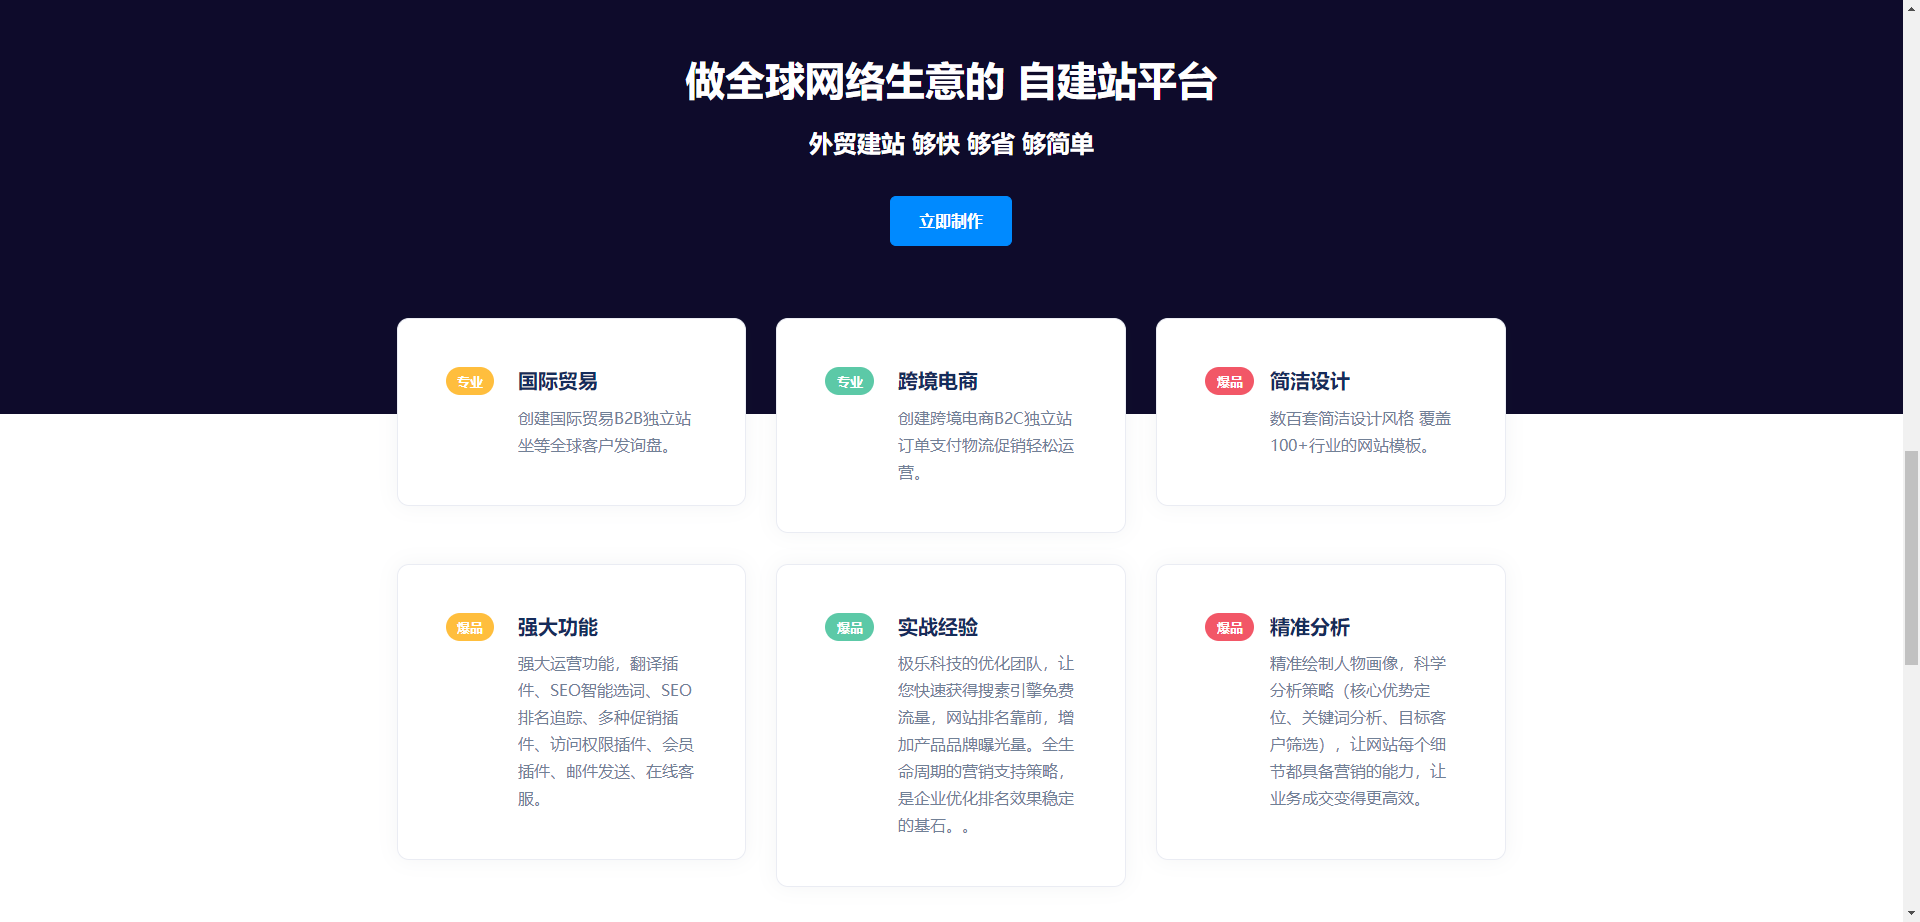 做全球网络生意的 自建站平台
外贸建站 够快 够省 够简单
立即制作
专业
国际贸易
创建国际贸易B2B独立站
坐等全球客户发询盘。
专业
跨境电商
创建跨境电商B2C独立站
订单支付物流促销轻松运
营。
爆品
简洁设计
数百套简洁设计风格 覆盖
100+行业的网站模板。
爆品
强大功能
强大运营功能，翻译插
件、SEO智能选词、SEO
排名追踪、多种促销插
件、访问权限插件、会员
插件、邮件发送、在线客
服。
爆品
实战经验
极乐科技的优化团队，让
您快速获得搜素引擎免费
流量，网站排名靠前，增
加产品品牌曝光量。全生
命周期的营销支持策略，
是企业优化排名效果稳定
的基石。。
爆品
精准分析
精准绘制人物画像，科学
分析策略（核心优势定
位、关键词分析、目标客
户筛选），让网站每个细
节都具备营销的能力，让
业务成交变得更高效。